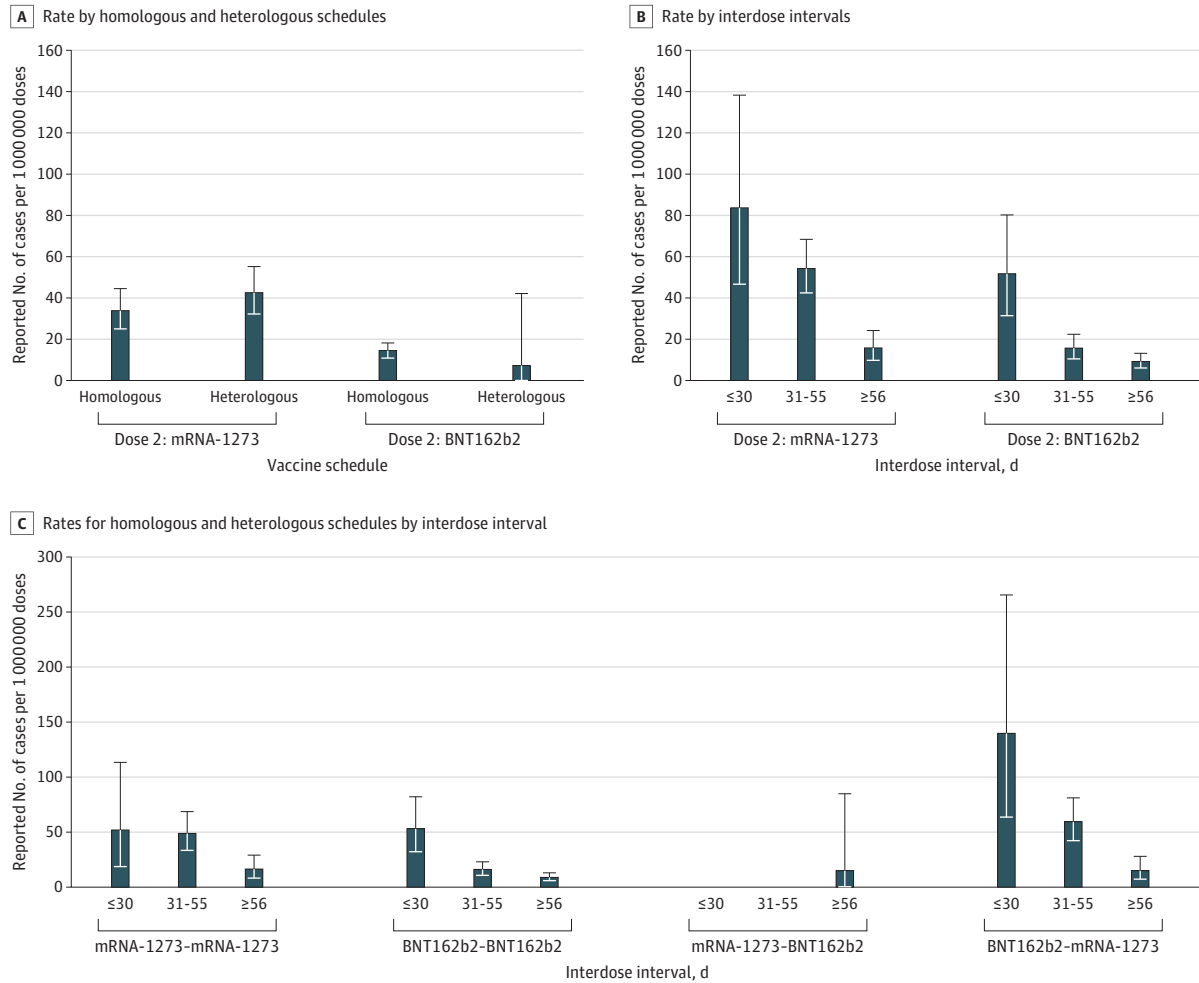 A Rate by homologous and heterologous schedules
Reported No. of cases per 1 000 000 doses
160
140
120
100
80
60
40
20
0
Homologous Heterologous Homologous Heterologous
Dose 2: mRNA-1273 Dose 2: BNT162b2
Vaccine schedule
B Rate by interdose intervals
Reported No. of cases per 1 000 000 doses
160
140
120
100
80
60
40
20
0
≤30 31-55 ≥56 ≤30 31-55 ≥56
Dose 2: mRNA-1273 Dose 2: BNT162b2
Interdose interval, d
C Rates for homologous and heterologous schedules by interdose interval
Reported No. of cases per 1 000 000 doses
300
250
200
150
100
50
0
≤30 31-55 ≥56 ≤30 31-55 ≥56 ≤30 31-55 ≥56 ≤30 31-55 ≥56
mRNA-1273–mRNA-1273 BNT162b2-BNT162b2 mRNA-1273–BNT162b2 BNT162b2-mRNA-1273
Interdose interval, d